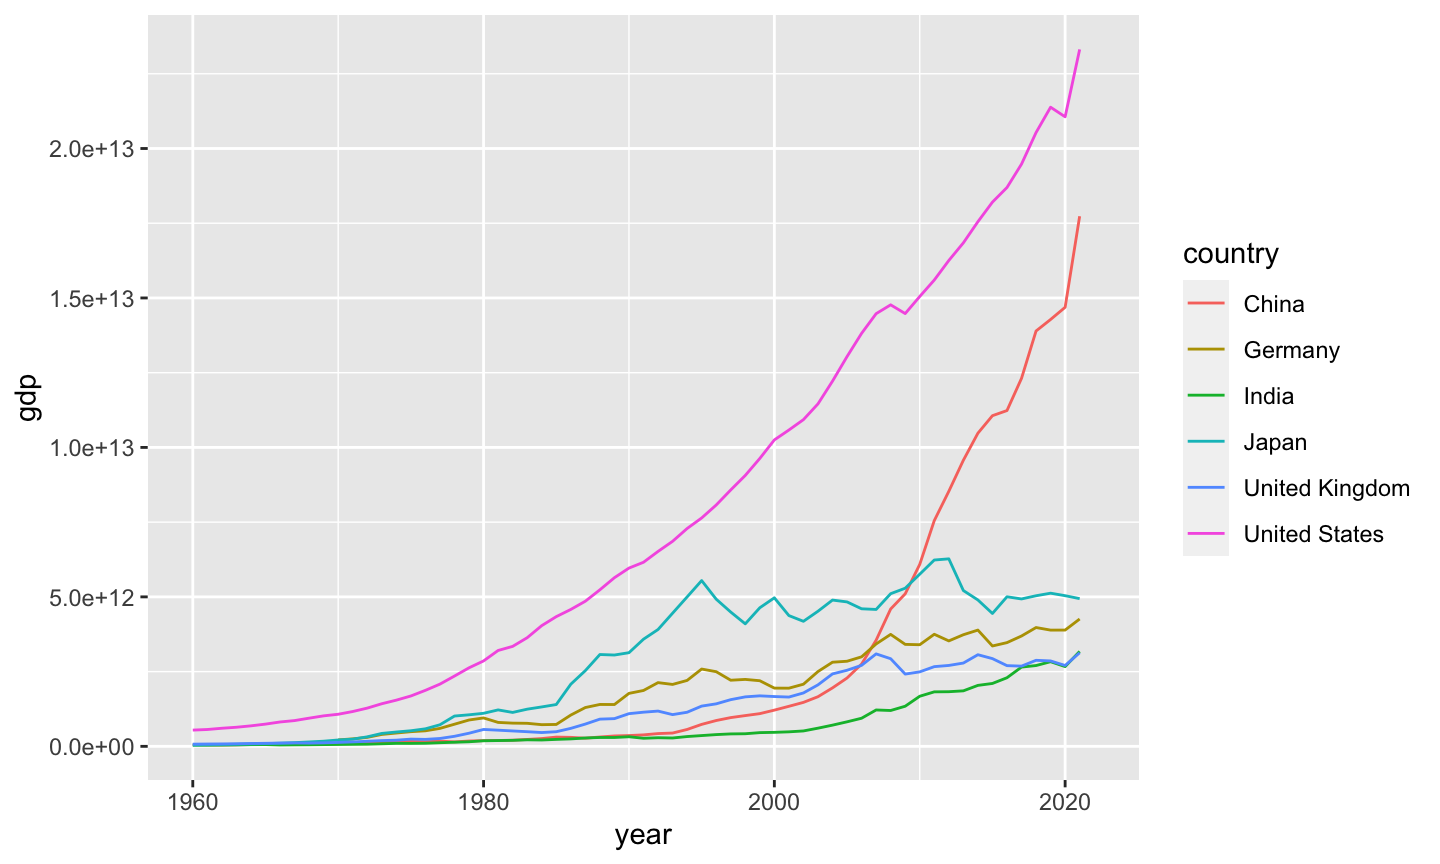 2.0e+13
1.5e+13
1.0e+13
5.0e+12
0.0e+00
gdp
1960 1980 2000 2020
year
country
China
Germany
India
Japan
United Kingdom
United States